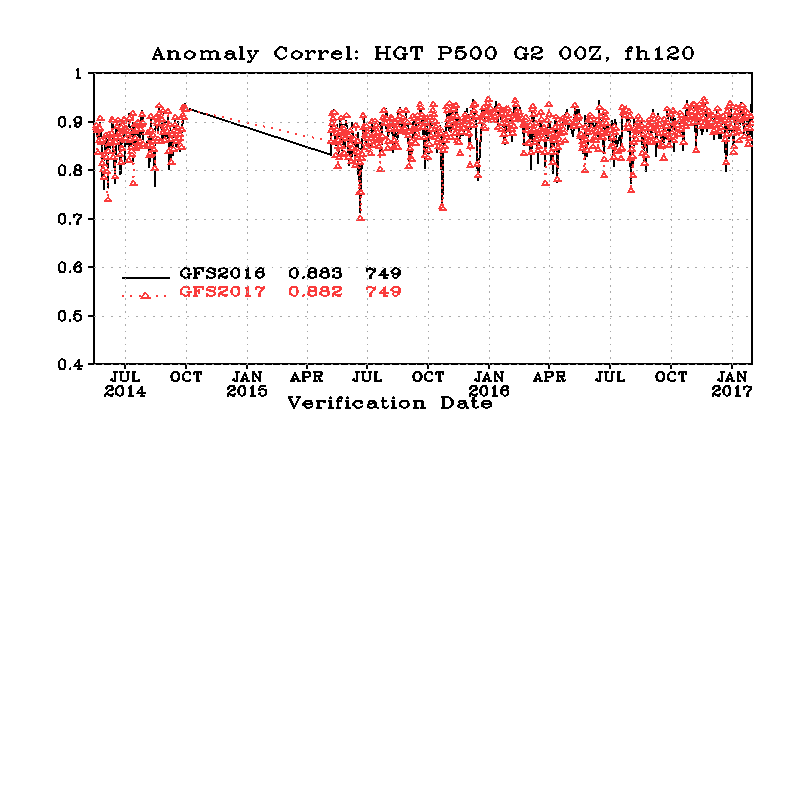 Anomaly Correl: HGT P500 G2 00Z, fh120
1
0.9
0.8
0.7
0.6
0.5
0.4
GFS2016 0.883 749
GFS2017 0.882 749
JUL OCT JAN APR JUL OCT JAN APR JUL OCT JAN
2014 2015 2016 2017
Verification Date